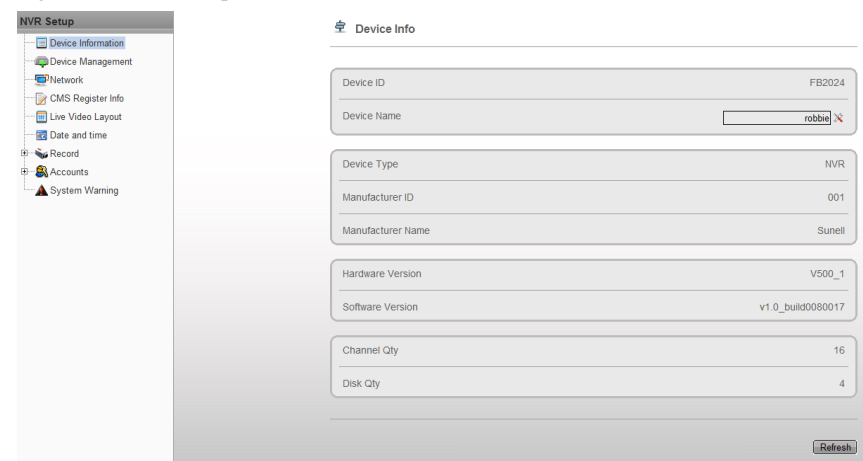 NVR Setup
Device Information
Device Management
Network
CMS Register Info
Live Video Layout
Date and time
Record
Accounts
System Warning
Device Info
Device ID FB2024
Device Name robbie
Device Type NVR
Manufacturer ID 001
Manufacturer Name Sunell
Hardware Version V500_1
Software Version v1.0_build0080017
Channel Qty 16
Disk Qty 4
Refresh